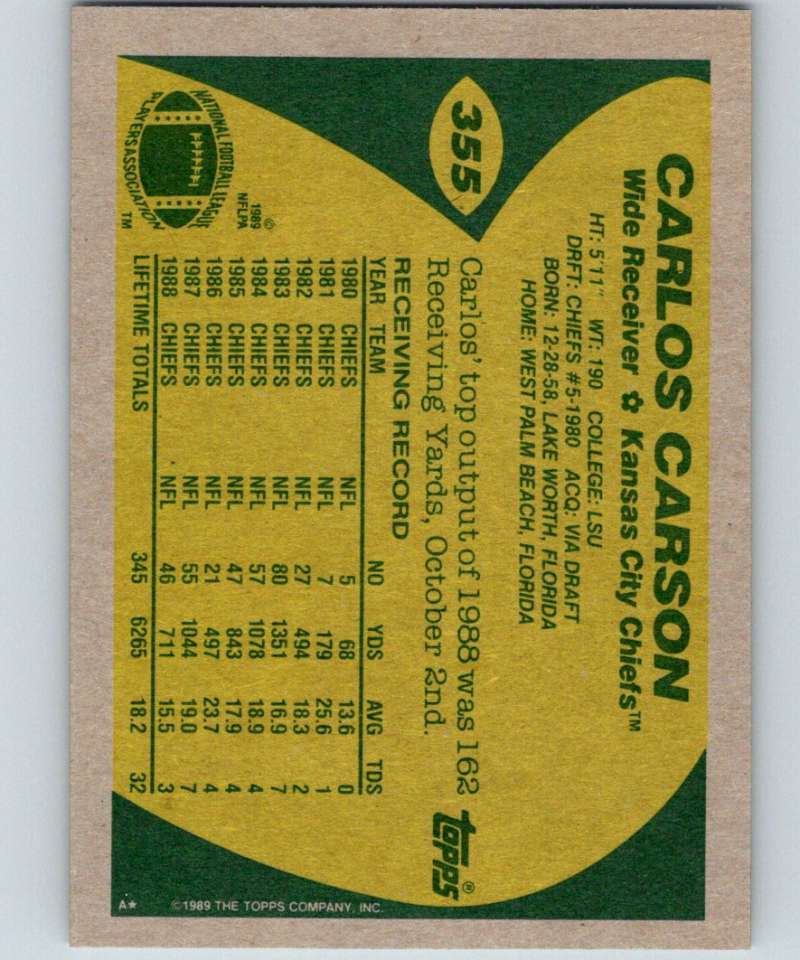 355
CARLOS CARSON
Wide Receiver ✿ Kansas City Chiefs™
HT: 5'11" WT: 190 COLLEGE: LSU
DRFT: CHIEFS #5-1980 ACQ: VIA DRAFT
BORN: 12-28-58, LAKE WORTH, FLORIDA
HOME: WEST PALM BEACH, FLORIDA
Carlos' top output of 1988 was 162
Receiving Yards, October 2nd.
topps®
RECEIVING RECORD
YEAR TEAM NO YDS AVG TDS
1980 CHIEFS NFL 5 68 13.6 0
1981 CHIEFS NFL 7 179 25.6 1
1982 CHIEFS NFL 27 494 18.3 2
1983 CHIEFS NFL 80 1351 16.9 7
1984 CHIEFS NFL 57 1078 18.9 4
1985 CHIEFS NFL 47 843 17.9 4
1986 CHIEFS NFL 21 497 23.7 4
1987 CHIEFS NFL 55 1044 19.0 7
1988 CHIEFS NFL 46 711 15.5 3
LIFETIME TOTALS 345 6265 18.2 32
NATIONAL FOOTBALL LEAGUE
PLAYERS ASSOCIATION
TM
©
1989
NFLPA
A★ ©1989 THE TOPPS COMPANY, INC.